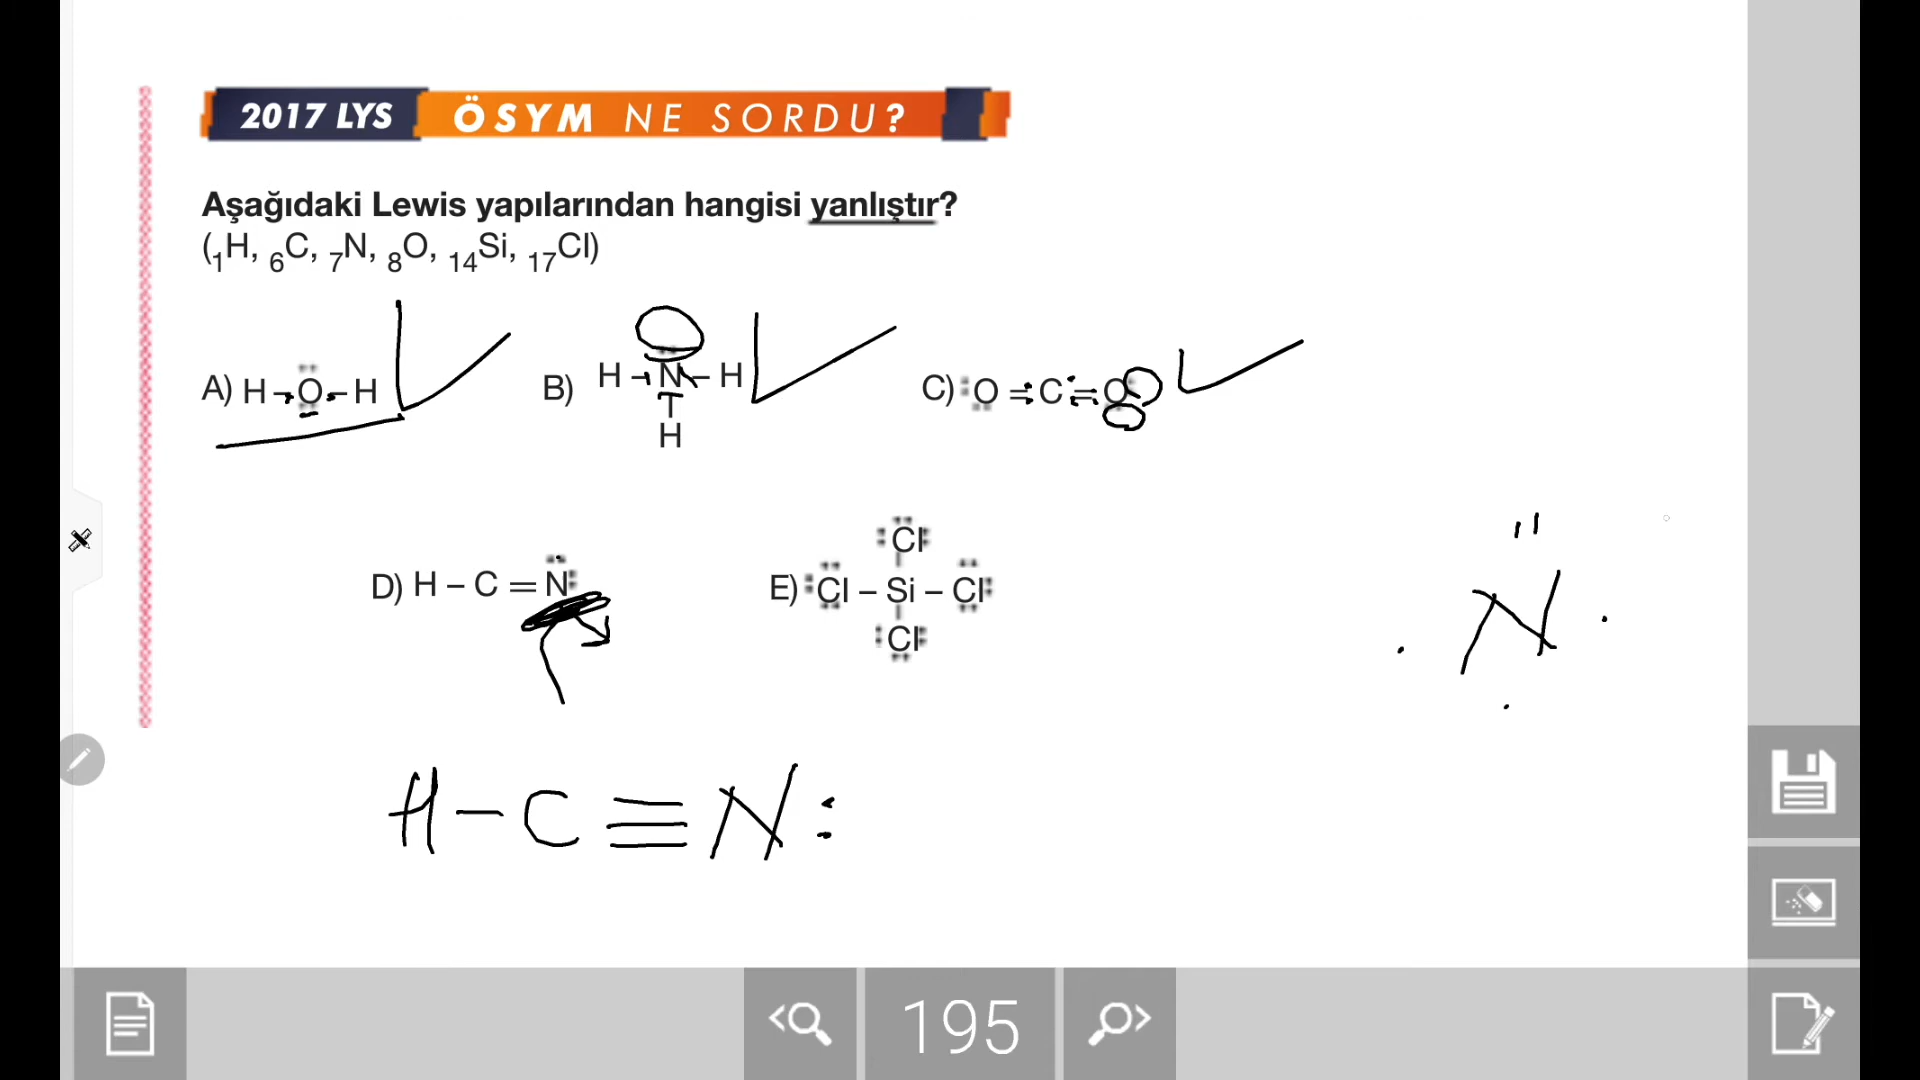 2017 LYS ÖSYM NE SORDU?
Aşağıdaki Lewis yapılarından hangisi yanlıştır?
(₁H, ₆C, ₇N, ₈O, ₁₄Si, ₁₇Cl)
A) H – O – H
B) H – N – H
H
C) :O = C = O:
D) H – C = N:
:Cl:
E) :Cl – Si – Cl:
:Cl:
N
H – C ≡ N:
195